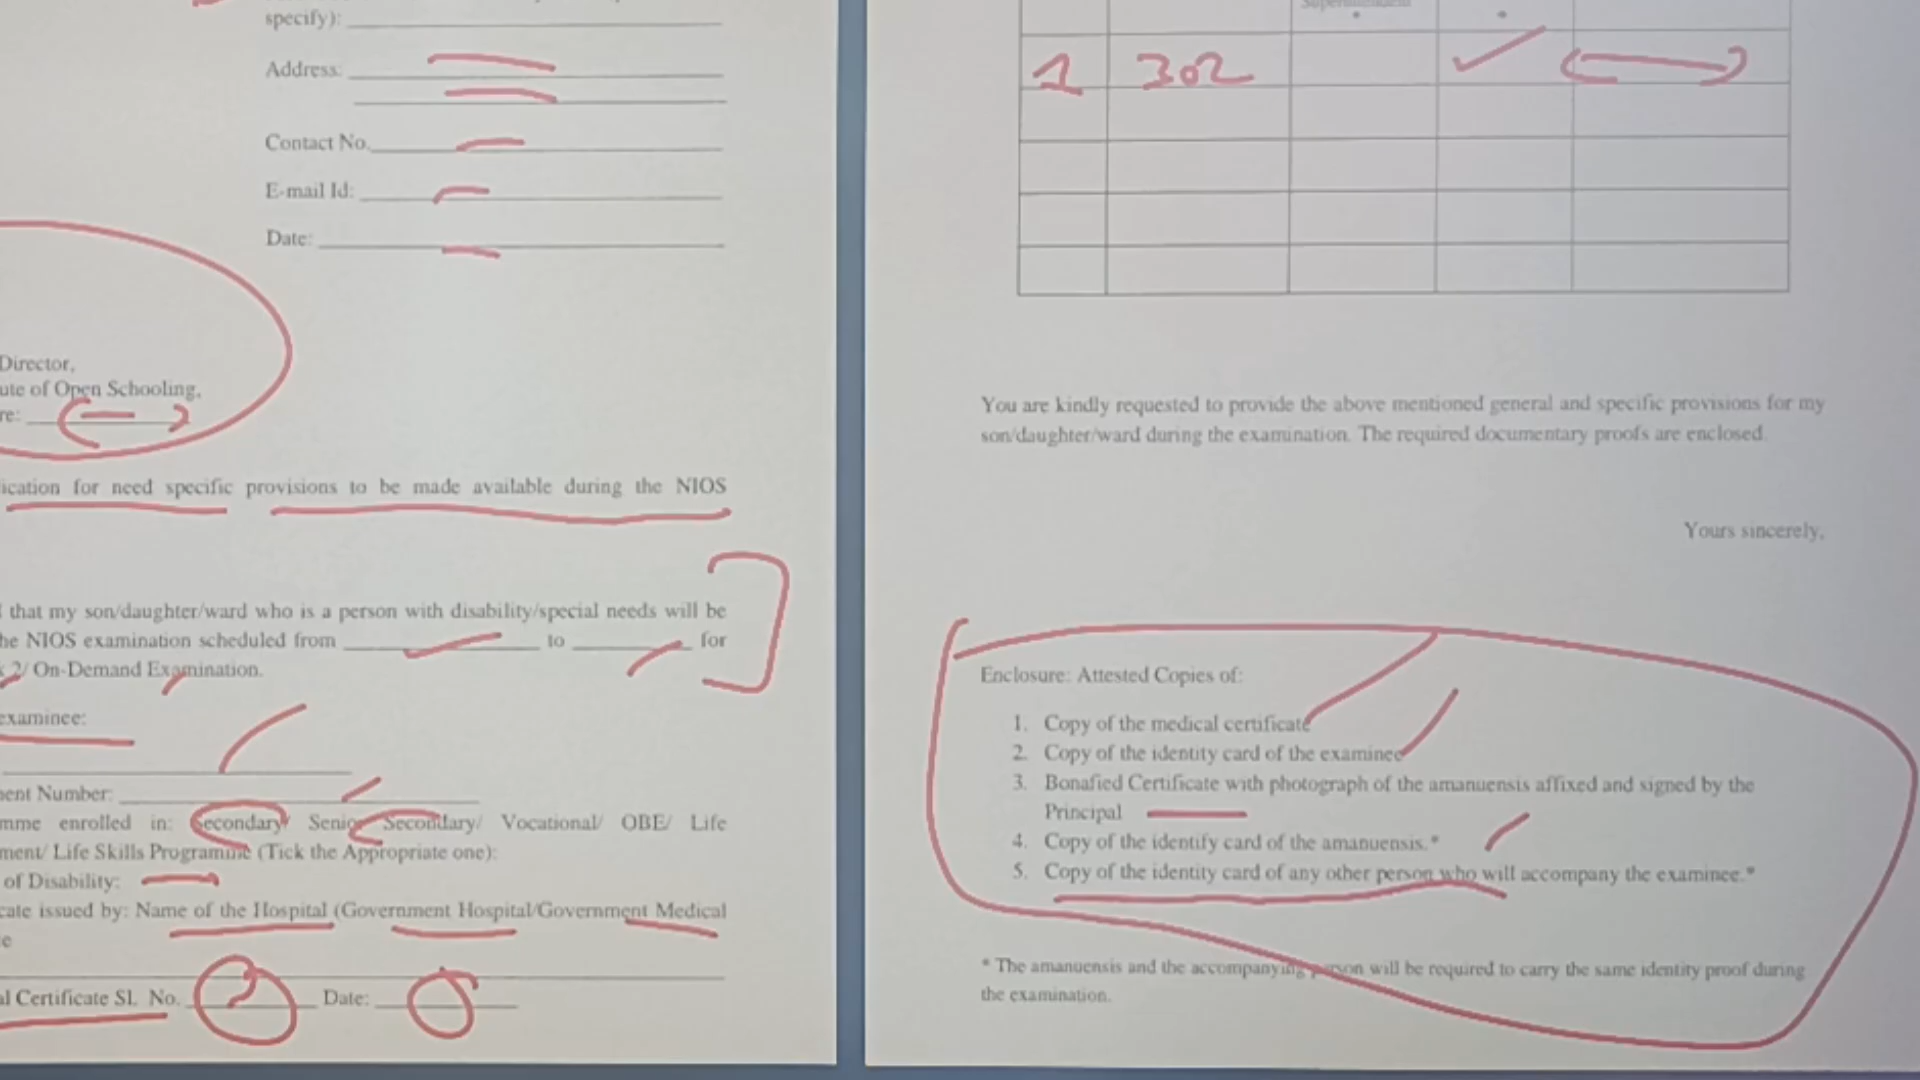 specify):
Address:
Contact No.
E-mail Id:
Date:
Director,
ute of Open Schooling,
re:
ication for need specific provisions to be made available during the NIOS
that my son/daughter/ward who is a person with disability/special needs will be
he NIOS examination scheduled from to for
2/ On-Demand Examination.
examinee:
ent Number:
mme enrolled in: Secondary/ Senior Secondary/ Vocational/ OBE/ Life
ment/ Life Skills Programme (Tick the Appropriate one):
of Disability:
cate issued by: Name of the Hospital (Government Hospital/Government Medical
e
al Certificate Sl. No. Date:
Superintendent
1 302
You are kindly requested to provide the above mentioned general and specific provisions for my
son/daughter/ward during the examination. The required documentary proofs are enclosed.
Yours sincerely,
Enclosure: Attested Copies of:
1. Copy of the medical certificate
2. Copy of the identity card of the examinee
3. Bonafied Certificate with photograph of the amanuensis affixed and signed by the
Principal
4. Copy of the identify card of the amanuensis.*
5. Copy of the identity card of any other person who will accompany the examinee.*
* The amanuensis and the accompanying person will be required to carry the same identity proof during
the examination.